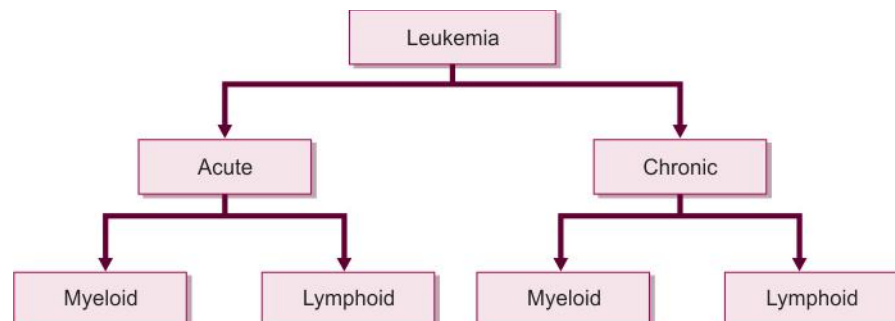 Leukemia
Acute
Chronic
Myeloid
Lymphoid
Myeloid
Lymphoid